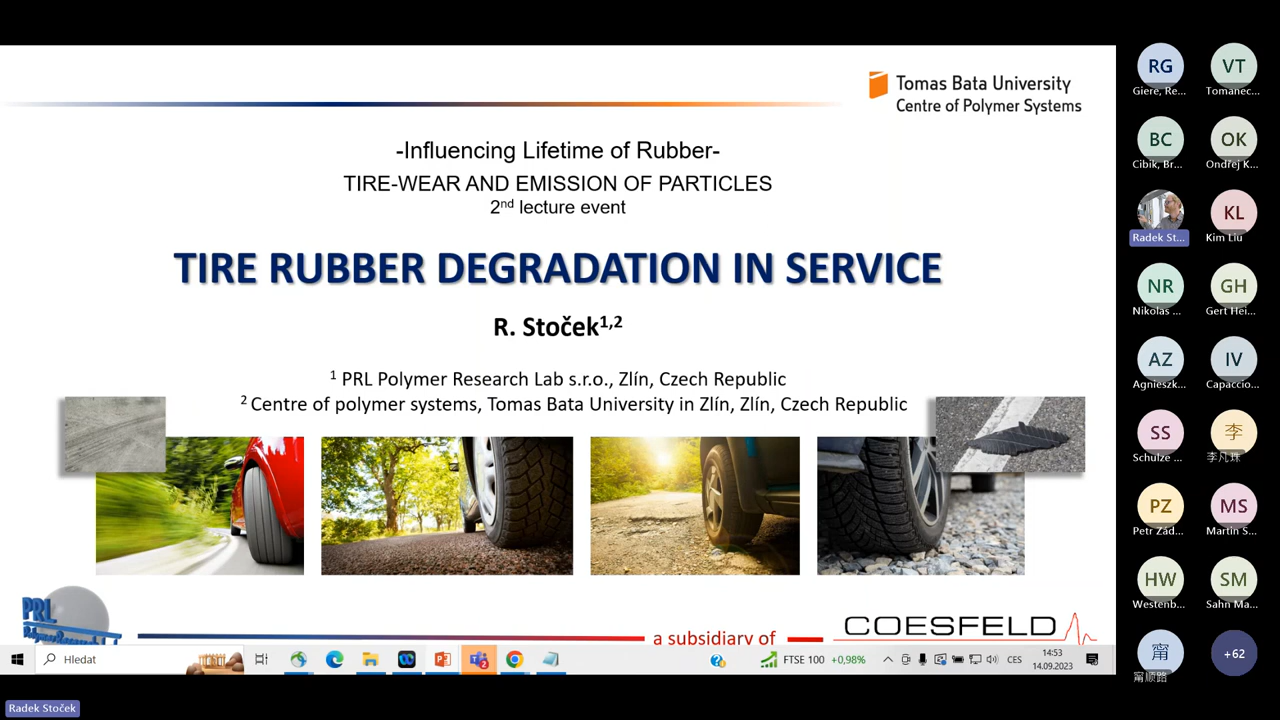 Tomas Bata University
Centre of Polymer Systems
-Influencing Lifetime of Rubber-
TIRE-WEAR AND EMISSION OF PARTICLES
2nd lecture event
TIRE RUBBER DEGRADATION IN SERVICE
R. Stoček1,2
1 PRL Polymer Research Lab s.r.o., Zlín, Czech Republic
2 Centre of polymer systems, Tomas Bata University in Zlín, Zlín, Czech Republic
PRL
a subsidiary of
COESFELD
Hledat
FTSE 100 +0,98%
CES
14:53
14.09.2023
Radek Stoček
RG
Giere, Re...
VT
Tomanec...
BC
Cibik, Br...
OK
Ondřej K...
Radek St...
KL
Kim Liu
NR
Nikolas ...
GH
Gert Hei...
AZ
Agnieszk...
IV
Capaccio...
SS
Schulze ...
李
李凡珠
PZ
Petr Zád...
MS
Martin S...
HW
Westenb...
SM
Sahn Ma...
甯
甯顺路
+62